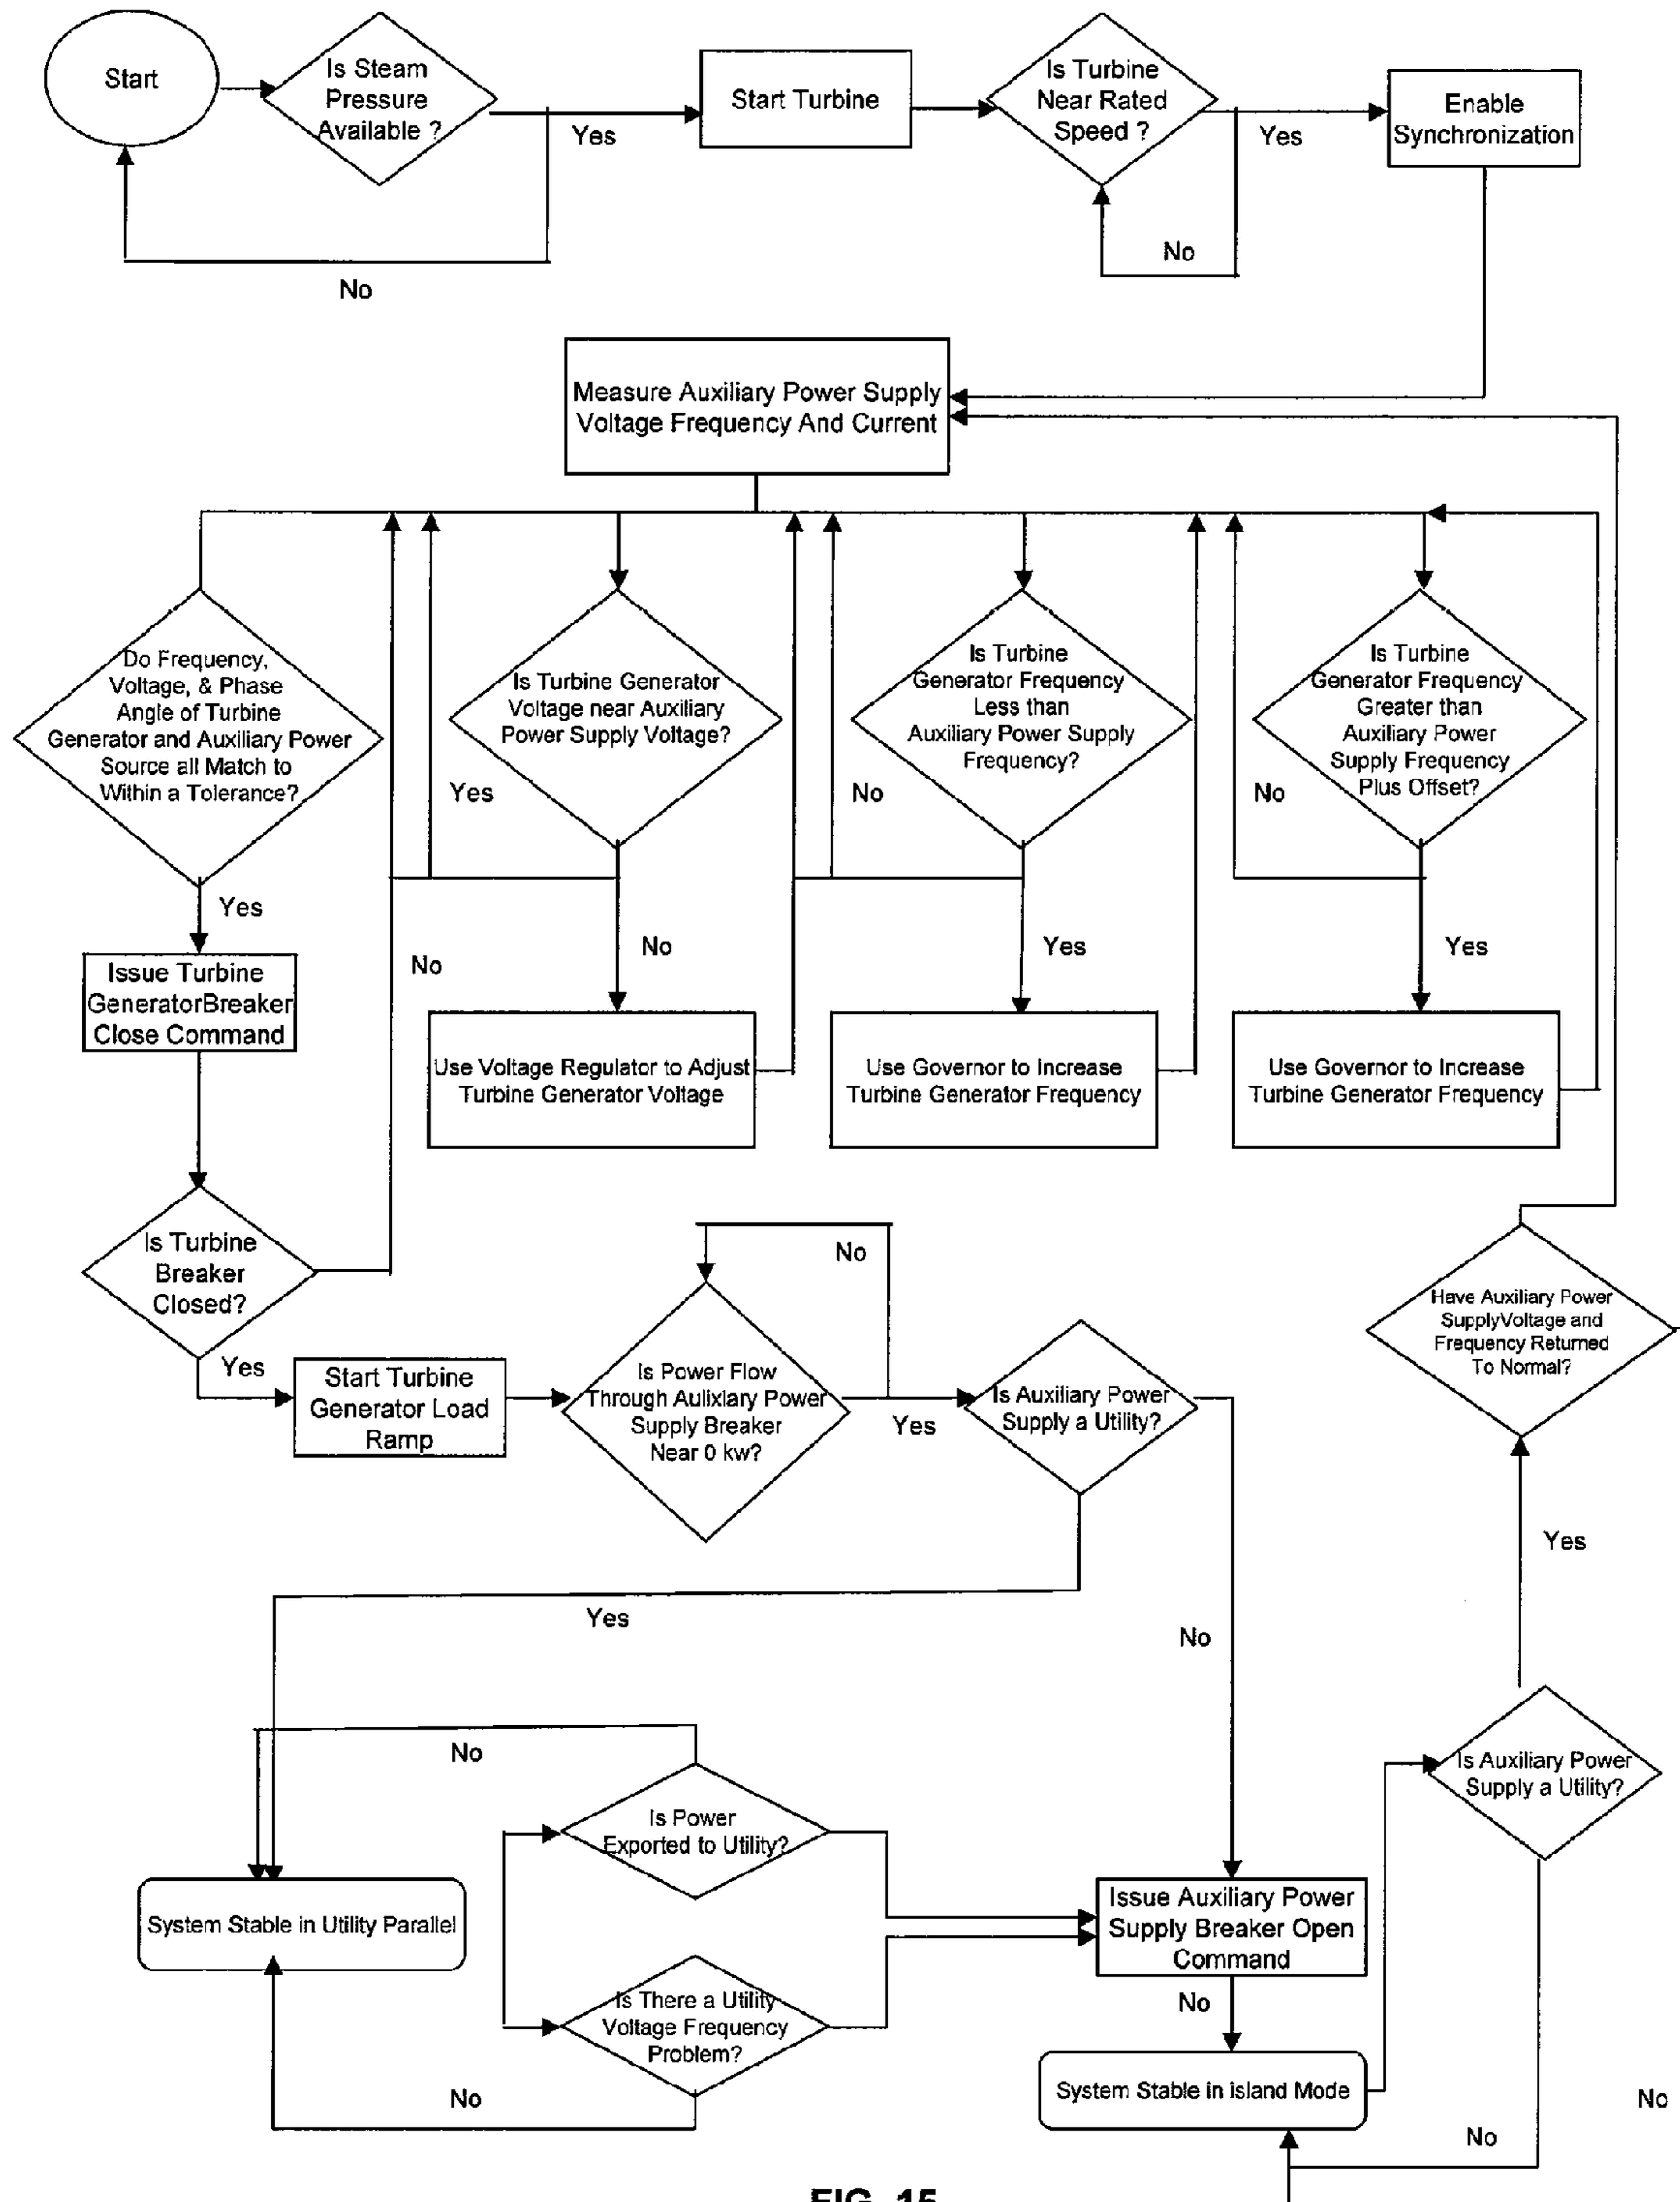 Start
Is Steam
Pressure
Available ?
Yes
No
Start Turbine
Is Turbine
Near Rated
Speed ?
Yes
No
Enable
Synchronization
Measure Auxiliary Power Supply
Voltage Frequency And Current
Do Frequency,
Voltage, & Phase
Angle of Turbine
Generator and Auxiliary Power
Source all Match to
Within a Tolerance?
Yes
Is Turbine Generator
Voltage near Auxiliary
Power Supply Voltage?
Yes
No
Is Turbine
Generator Frequency
Less than
Auxiliary Power Supply
Frequency?
No
Yes
Is Turbine
Generator Frequency
Greater than
Auxiliary Power
Supply Frequency
Plus Offset?
No
Yes
Issue Turbine
GeneratorBreaker
Close Command
No
Use Voltage Regulator to Adjust
Turbine Generator Voltage
Use Governor to Increase
Turbine Generator Frequency
Use Governor to Increase
Turbine Generator Frequency
Is Turbine
Breaker
Closed?
Yes
Start Turbine
Generator Load
Ramp
No
Is Power Flow
Through Aulixlary Power
Supply Breaker
Near 0 kw?
Yes
Is Auxiliary Power
Supply a Utility?
Have Auxiliary Power
SupplyVoltage and
Frequency Returned
To Normal?
Yes
Yes
No
No
Is Power
Exported to Utility?
Is Auxiliary Power
Supply a Utility?
System Stable in Utility Parallel
Issue Auxiliary Power
Supply Breaker Open
Command
No
Is There a Utility
Voltage Frequency
Problem?
No
System Stable in island Mode
No
No
FIG. 15